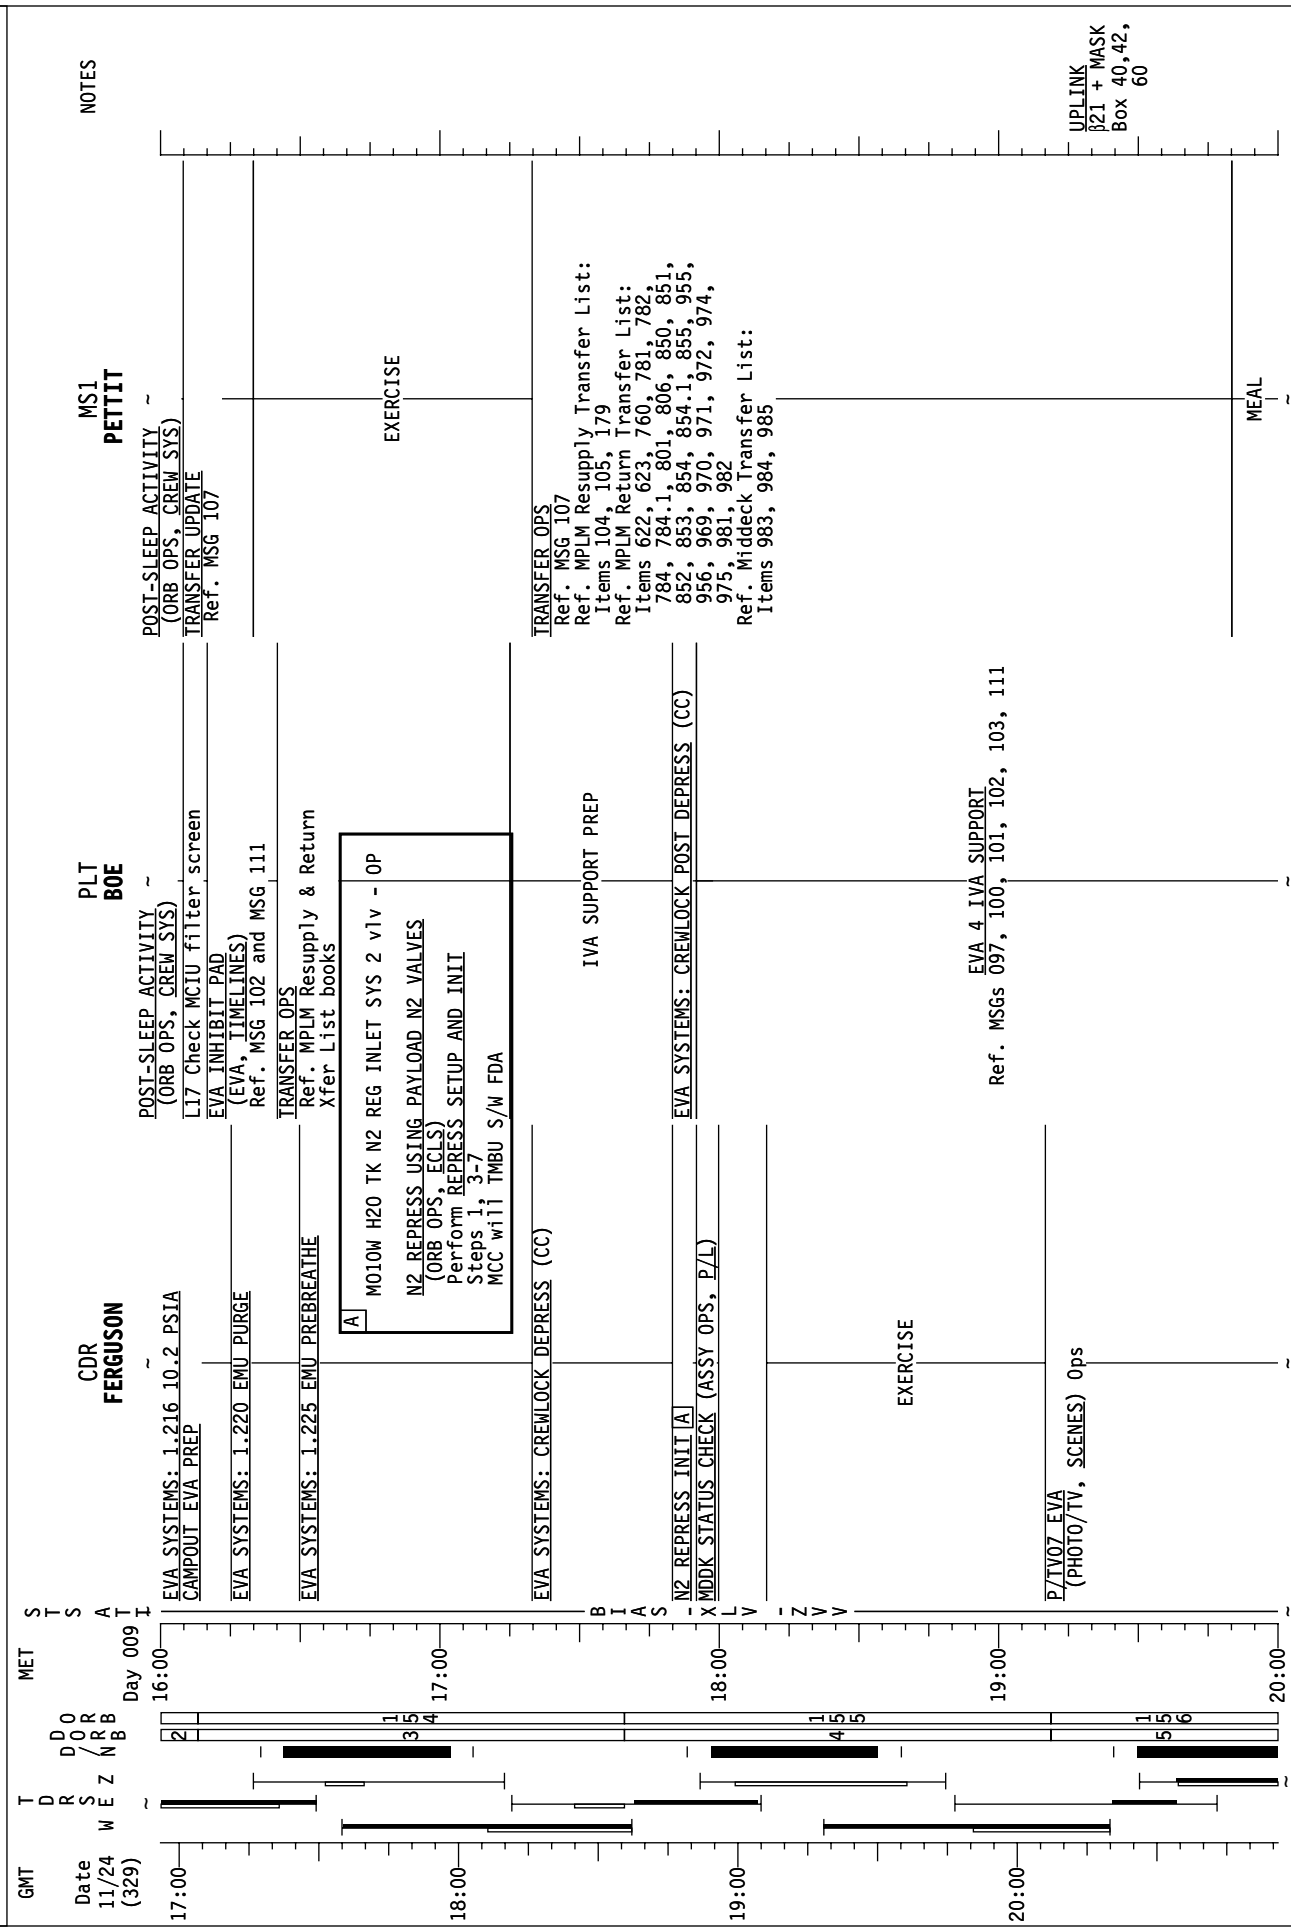 GMT
Date
11/24
(329)
17:00
18:00
19:00
20:00
T
D
R
S
W E Z
D D O
/ O R
N R B
B
2
3
4
5
154
155
156
MET
Day 009
16:00
17:00
18:00
19:00
20:00
S
T
S
A
T
T
BIAS
-XLV
-ZVV
CDR
FERGUSON
EVA SYSTEMS: 1.216 10.2 PSIA
CAMPOUT EVA PREP
EVA SYSTEMS: 1.220 EMU PURGE
EVA SYSTEMS: 1.225 EMU PREBREATHE
EVA SYSTEMS: CREWLOCK DEPRESS (CC)
N2 REPRESS INIT A
MDDK STATUS CHECK (ASSY OPS, P/L)
EXERCISE
P/TV07 EVA
(PHOTO/TV, SCENES) Ops
PLT
BOE
POST-SLEEP ACTIVITY
(ORB OPS, CREW SYS)
L17 Check MCIU filter screen
EVA INHIBIT PAD
(EVA, TIMELINES)
Ref. MSG 102 and MSG 111
TRANSFER OPS
Ref. MPLM Resupply & Return
Xfer List books
A
MO10W H2O TK N2 REG INLET SYS 2 vlv - OP
N2 REPRESS USING PAYLOAD N2 VALVES
(ORB OPS, ECLS)
Perform REPRESS SETUP AND INIT
Steps 1, 3-7
MCC will TMBU S/W FDA
IVA SUPPORT PREP
EVA SYSTEMS: CREWLOCK POST DEPRESS (CC)
EVA 4 IVA SUPPORT
Ref. MSGs 097, 100, 101, 102, 103, 111
MS1
PETTIT
POST-SLEEP ACTIVITY
(ORB OPS, CREW SYS)
TRANSFER UPDATE
Ref. MSG 107
EXERCISE
TRANSFER OPS
Ref. MSG 107
Ref. MPLM Resupply Transfer List:
Items 104, 105, 179
Ref. MPLM Return Transfer List:
Items 622, 623, 760, 781, 782,
784, 784.1, 801, 806, 850, 851,
852, 853, 854, 854.1, 855, 955,
956, 969, 970, 971, 972, 974,
975, 981, 982
Ref. Middeck Transfer List:
Items 983, 984, 985
MEAL
NOTES
UPLINK
β21 + MASK
Box 40,42,
60